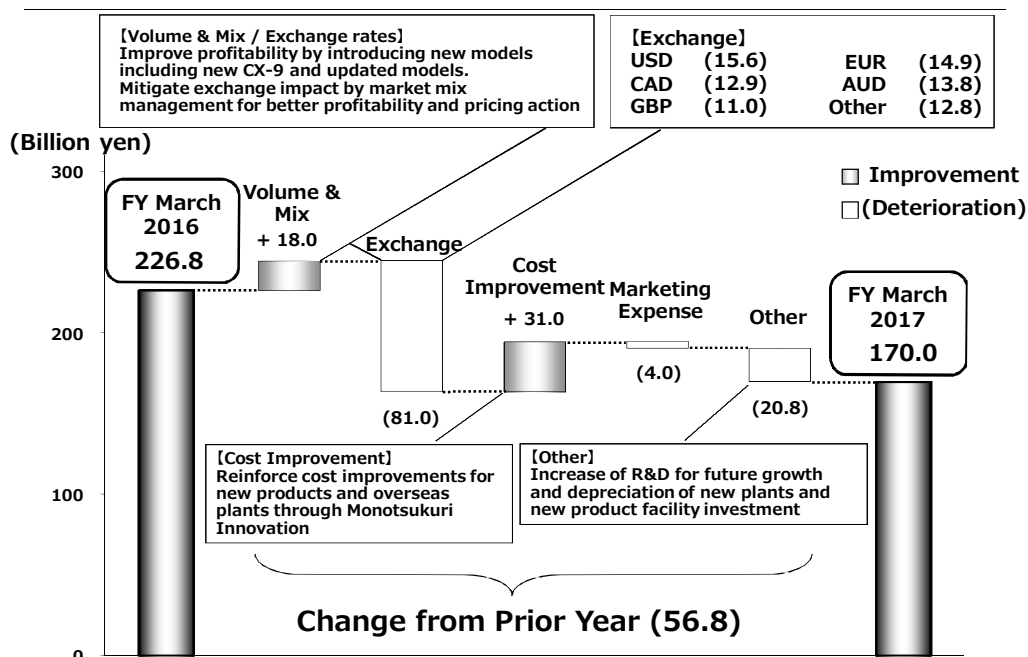 【Volume & Mix / Exchange rates】
Improve profitability by introducing new models
including new CX-9 and updated models.
Mitigate exchange impact by market mix
management for better profitability and pricing action
【Exchange】
USD (15.6) EUR (14.9)
CAD (12.9) AUD (13.8)
GBP (11.0) Other (12.8)
(Billion yen)
300
200
100
0
Improvement
(Deterioration)
FY March
2016
226.8
Volume &
Mix
+ 18.0
Exchange
(81.0)
Cost
Improvement
+ 31.0
Marketing
Expense
(4.0)
Other
(20.8)
FY March
2017
170.0
【Cost Improvement】
Reinforce cost improvements for
new products and overseas
plants through Monotsukuri
Innovation
【Other】
Increase of R&D for future growth
and depreciation of new plants and
new product facility investment
Change from Prior Year (56.8)